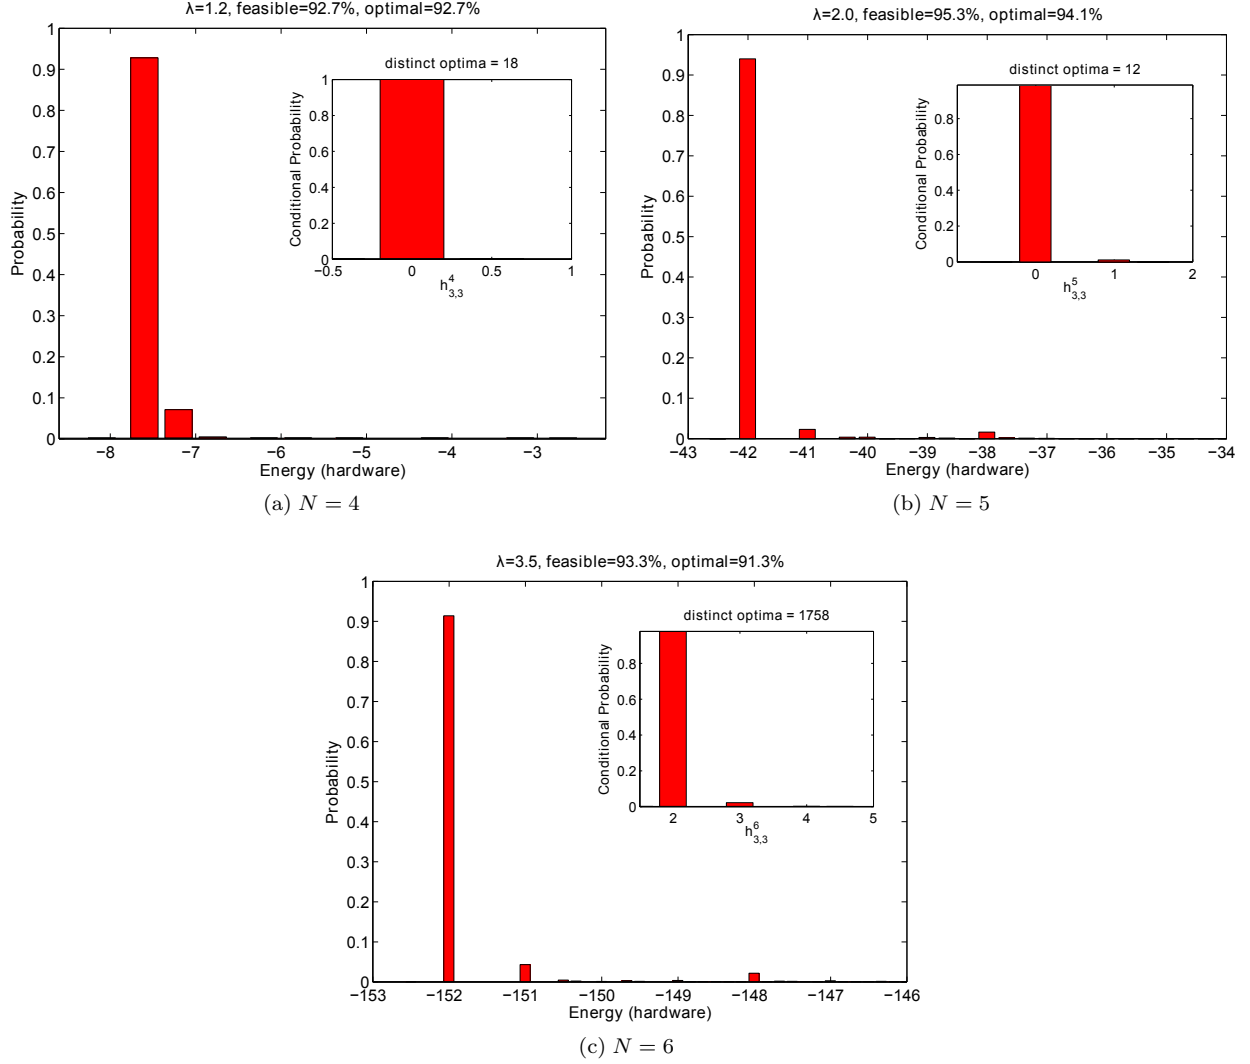 λ=1.2, feasible=92.7%, optimal=92.7%
1
0.9
0.8
0.7
0.6
0.5
0.4
0.3
0.2
0.1
0
Probability
−8 −7 −6 −5 −4 −3
Energy (hardware)
distinct optima = 18
1
0.8
0.6
0.4
0.2
0
Conditional Probability
−0.5 0 0.5 1
h⁴₃,₃
(a) N = 4
λ=2.0, feasible=95.3%, optimal=94.1%
1
0.9
0.8
0.7
0.6
0.5
0.4
0.3
0.2
0.1
0
Probability
−43 −42 −41 −40 −39 −38 −37 −36 −35 −34
Energy (hardware)
distinct optima = 12
0.8
0.6
0.4
0.2
0
Conditional Probability
0 1 2
h⁵₃,₃
(b) N = 5
λ=3.5, feasible=93.3%, optimal=91.3%
1
0.9
0.8
0.7
0.6
0.5
0.4
0.3
0.2
0.1
0
Probability
−153 −152 −151 −150 −149 −148 −147 −146
Energy (hardware)
distinct optima = 1758
0.8
0.6
0.4
0.2
0
Conditional Probability
2 3 4 5
h⁶₃,₃
(c) N = 6